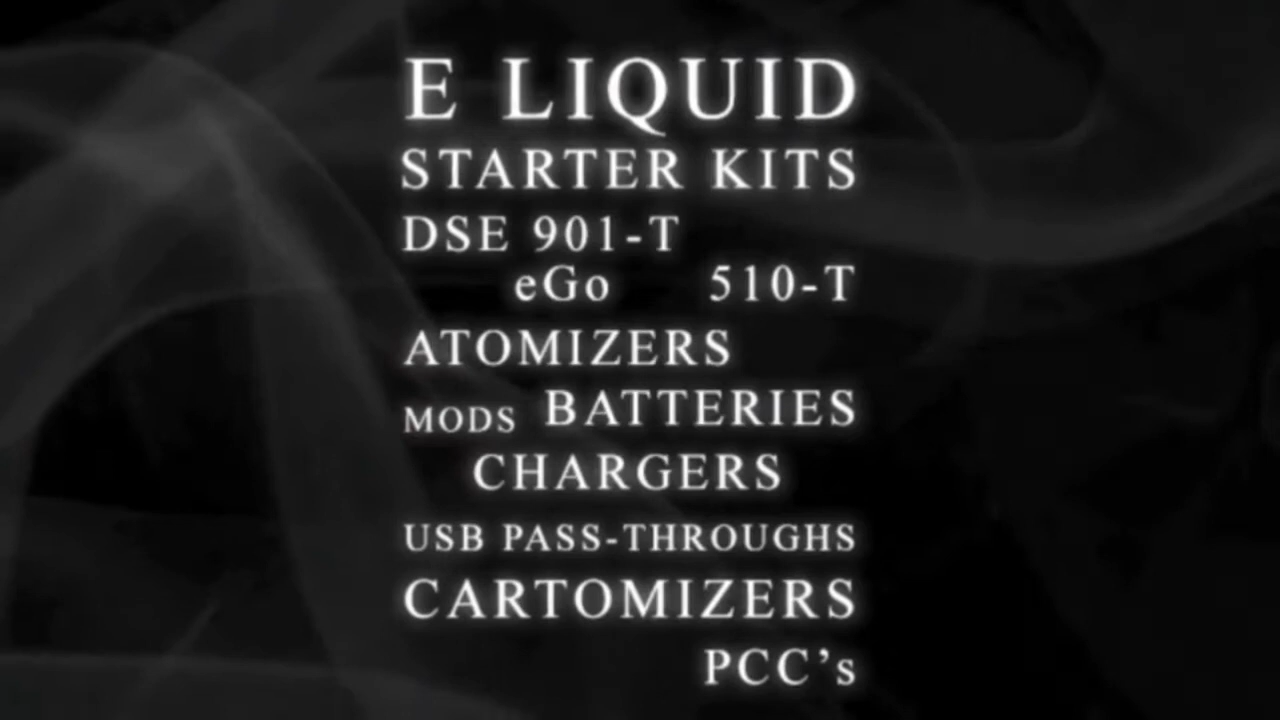 E LIQUID
STARTER KITS
DSE 901-T
eGo 510-T
ATOMIZERS
MODS BATTERIES
CHARGERS
USB PASS-THROUGHS
CARTOMIZERS
PCC’s